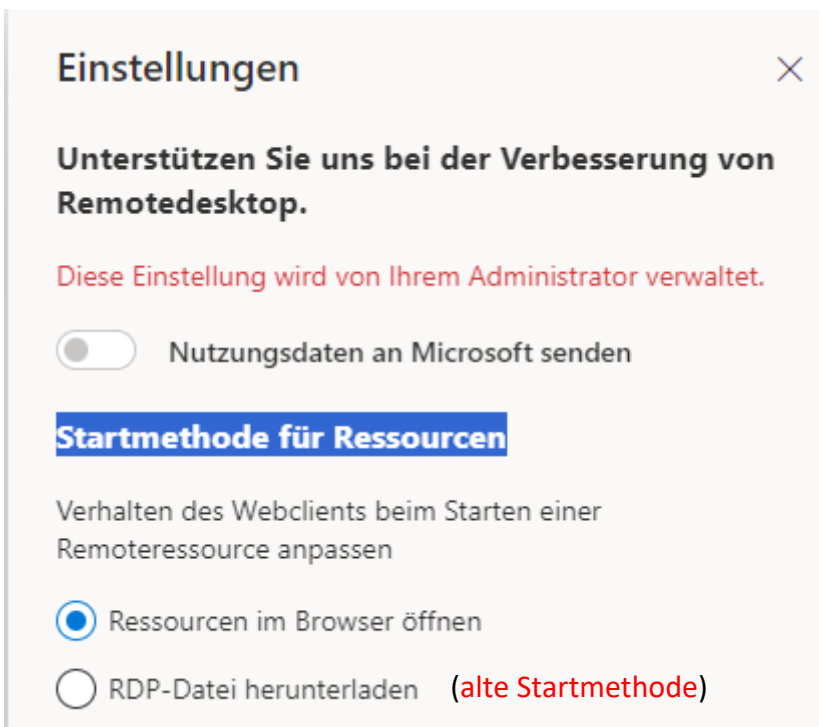 Einstellungen
Unterstützen Sie uns bei der Verbesserung von
Remotedesktop.
Diese Einstellung wird von Ihrem Administrator verwaltet.
Nutzungsdaten an Microsoft senden
Startmethode für Ressourcen
Verhalten des Webclients beim Starten einer
Remoteressource anpassen
Ressourcen im Browser öffnen
RDP-Datei herunterladen (alte Startmethode)